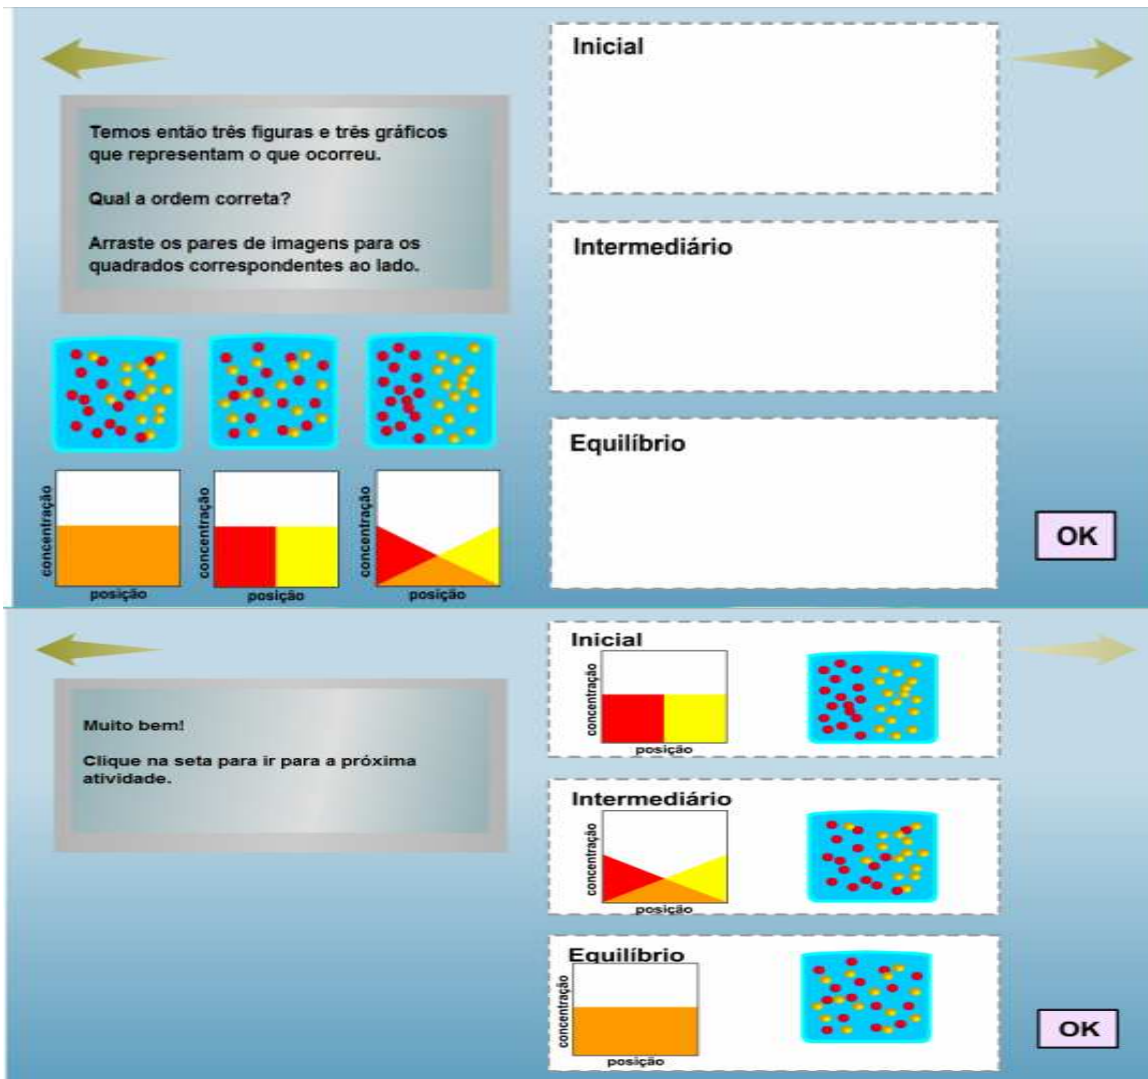 Inicial
Temos então três figuras e três gráficos
que representam o que ocorreu.
Qual a ordem correta?
Arraste os pares de imagens para os
quadrados correspondentes ao lado.
Intermediário
Equilíbrio
OK
concentração
posição
concentração
posição
concentração
posição
Inicial
concentração
posição
Muito bem!
Clique na seta para ir para a próxima
atividade.
Intermediário
concentração
posição
Equilíbrio
concentração
posição
OK